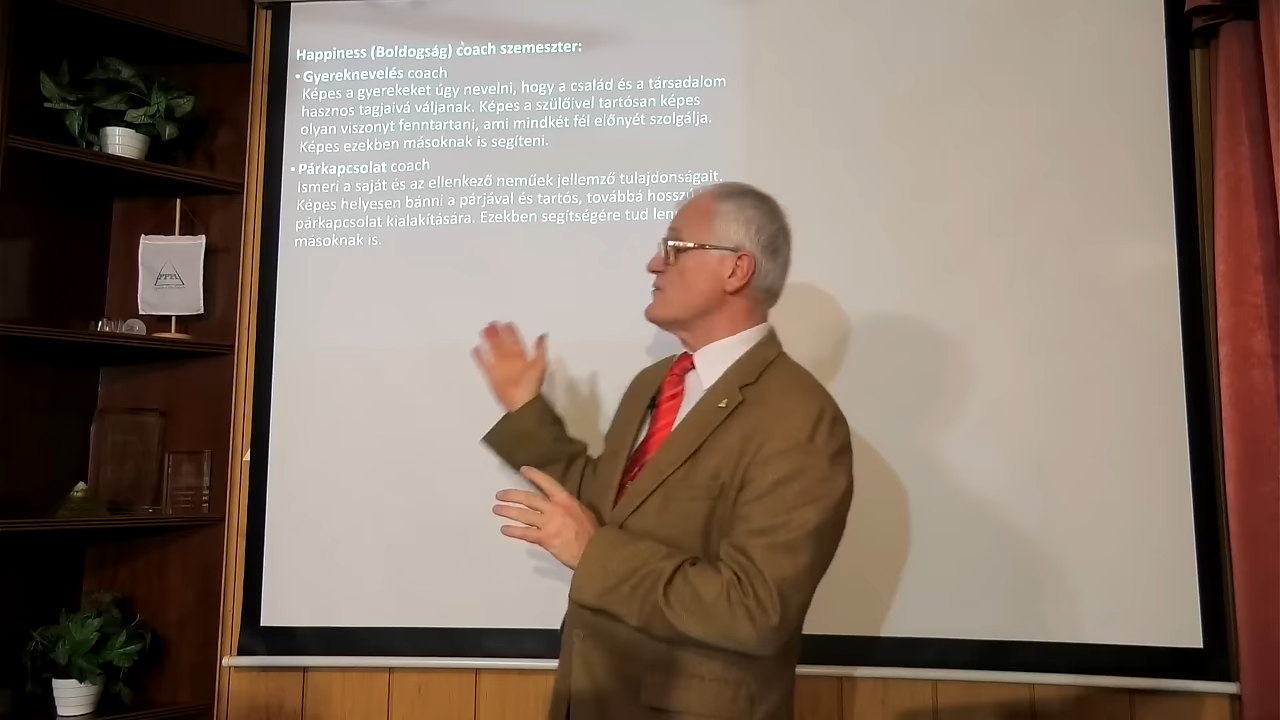 Happiness (Boldogság) coach szemeszter:
• Gyereknevelés coach
Képes a gyerekeket úgy nevelni, hogy a család és a társadalom
hasznos tagjaivá váljanak. Képes a szülőivel tartósan képes
olyan viszonyt fenntartani, ami mindkét fél előnyét szolgálja.
Képes ezekben másoknak is segíteni.
• Párkapcsolat coach
Ismeri a saját és az ellenkező neműek jellemző tulajdonságait.
Képes helyesen bánni a párjával és tartós, továbbá
párkapcsolat kialakítására. Ezekben segítségére tud
másoknak is.